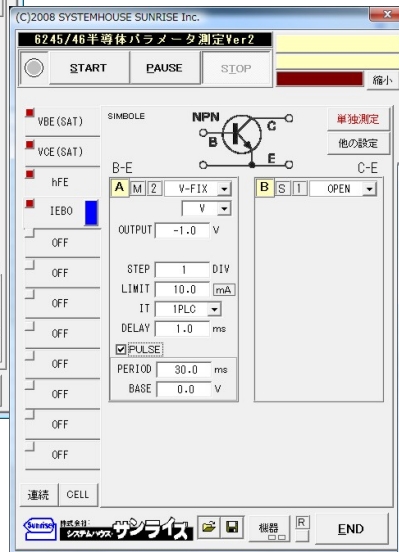 (C)2008 SYSTEMHOUSE SUNRISE Inc.
6245/46半導体パラメータ測定Ver2
START PAUSE STOP
縮小
VBE(SAT)
VCE(SAT)
hFE
IEBO
OFF
OFF
OFF
OFF
OFF
OFF
OFF
OFF
連続 CELL
SIMBOLE NPN
B C E
単独測定
他の設定
B-E C-E
A M 2 V-FIX
V
OUTPUT -1.0 V
STEP 1 DIV
LIMIT 10.0 mA
IT 1PLC
DELAY 1.0 ms
PULSE
PERIOD 30.0 ms
BASE 0.0 V
B S 1 OPEN
Sunrise 株式会社 システムハウス サンライズ
機器 R END